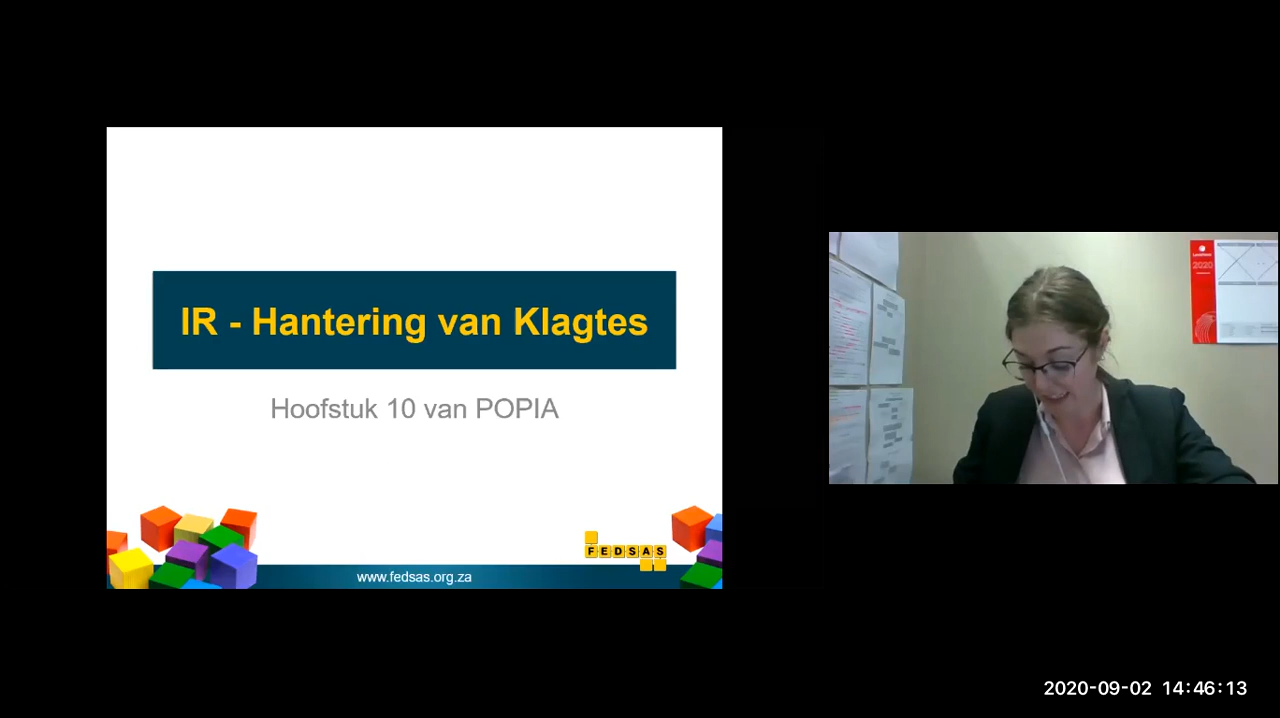 IR - Hantering van Klagtes
Hoofstuk 10 van POPIA
FEDSAS
www.fedsas.org.za
2020
2020-09-02 14:46:13